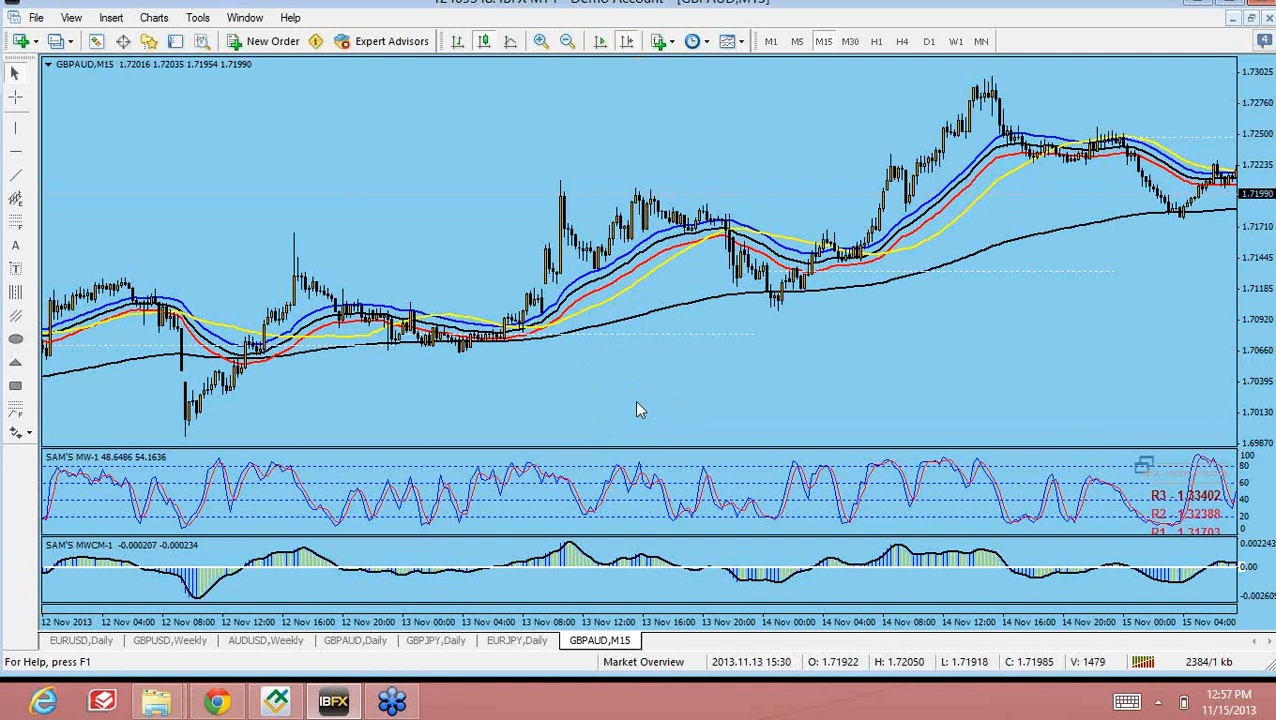 File View Insert Charts Tools Window Help
New Order Expert Advisors M1 M5 M15 M30 H1 H4 D1 W1 MN
GBPAUD,M15 1.72016 1.72035 1.71954 1.71990
1.73025
1.72760
1.72500
1.72235
1.71990
1.71710
1.71445
1.71185
1.70920
1.70660
1.70395
1.70130
1.69870
SAM'S MW-1 48.6486 54.1636
100
80
60
40
20
0
R3 - 1.33402
R2 - 1.32388
R1 - 1.31703
SAM'S MWCM-1 -0.000207 -0.000234
0.002243
0.00
-0.002609
12 Nov 2013 12 Nov 04:00 12 Nov 08:00 12 Nov 12:00 12 Nov 16:00 12 Nov 20:00 13 Nov 00:00 13 Nov 04:00 13 Nov 08:00 13 Nov 12:00 13 Nov 16:00 13 Nov 20:00 14 Nov 00:00 14 Nov 04:00 14 Nov 08:00 14 Nov 12:00 14 Nov 16:00 14 Nov 20:00 15 Nov 00:00 15 Nov 04:00
EURUSD,Daily GBPUSD,Weekly AUDUSD,Weekly GBPAUD,Daily GBPJPY,Daily EURJPY,Daily GBPAUD,M15
For Help, press F1 Market Overview 2013.11.13 15:30 O: 1.71922 H: 1.72050 L: 1.71918 C: 1.71985 V: 1479 2384/1 kb
IBFX
12:57 PM
11/15/2013